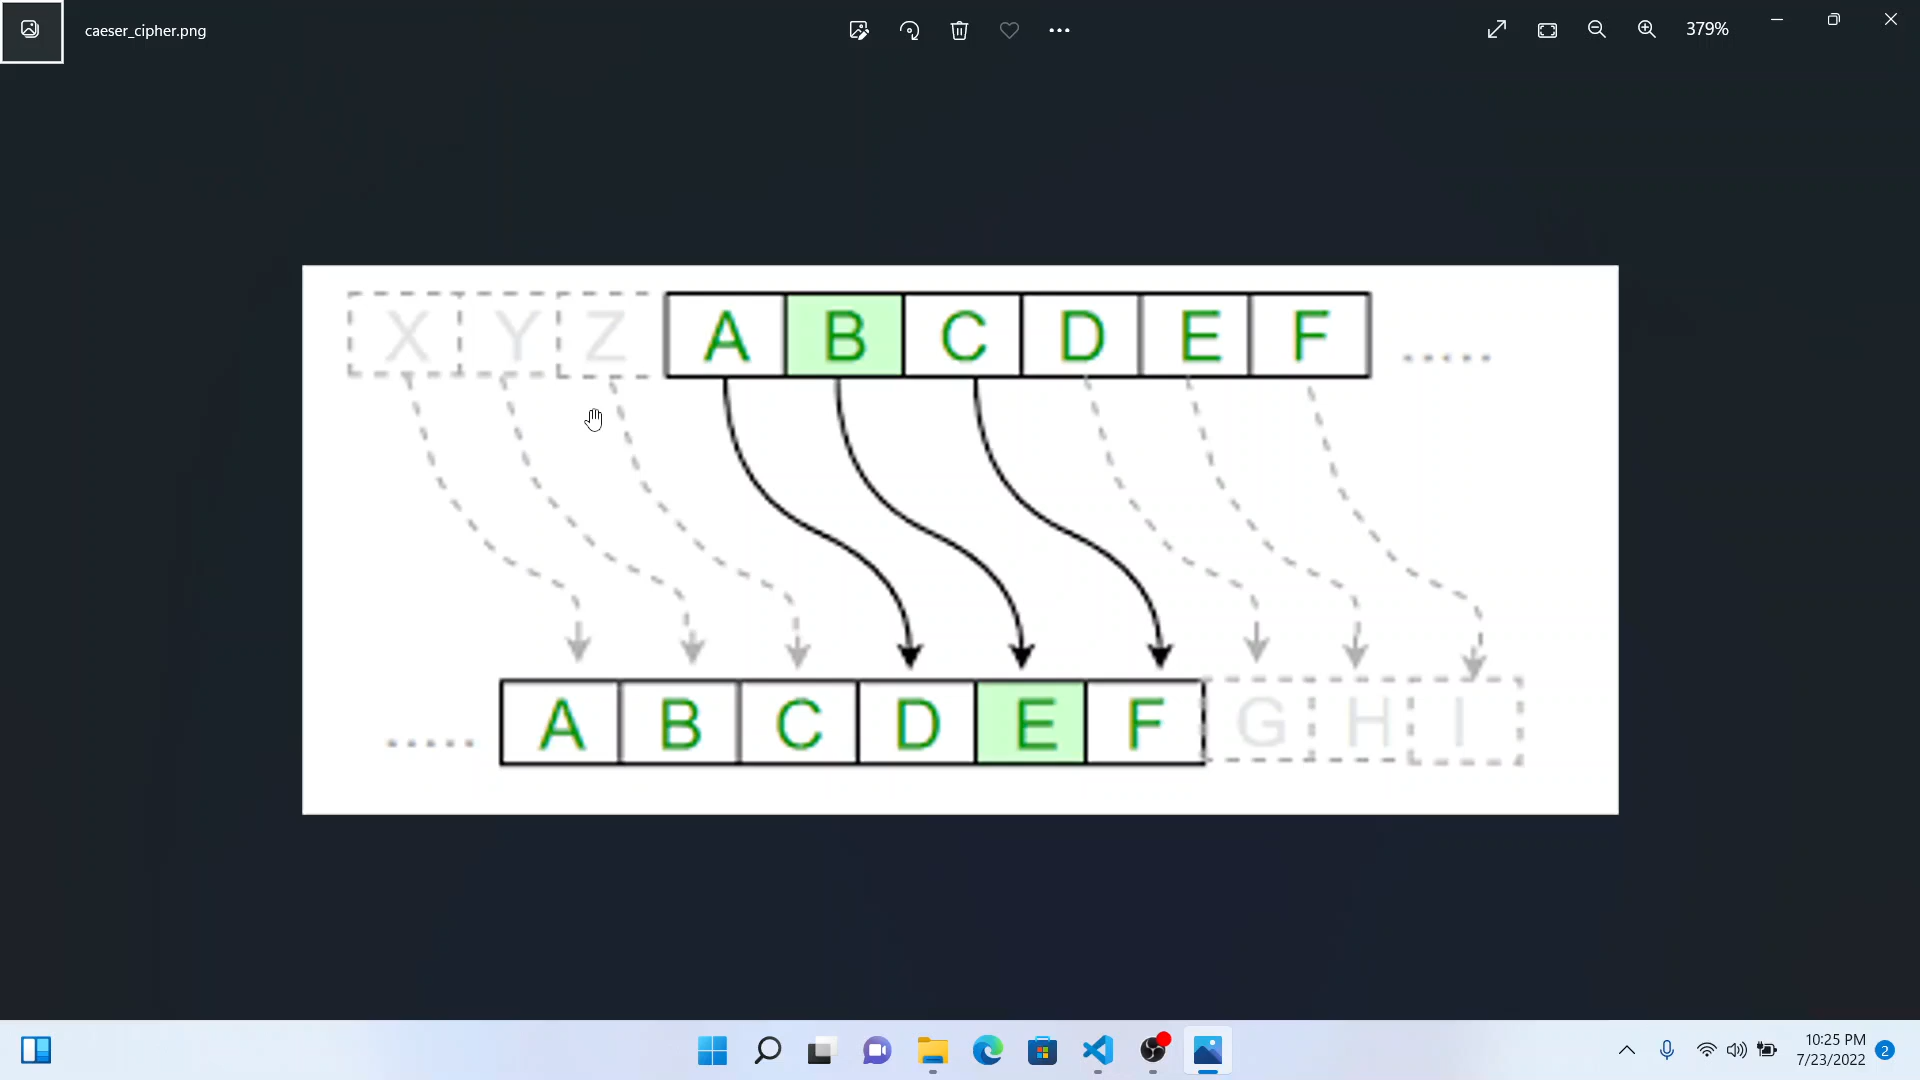 caeser_cipher.png
379%
X Y Z A B C D E F .....
..... A B C D E F G H I
10:25 PM
7/23/2022
2